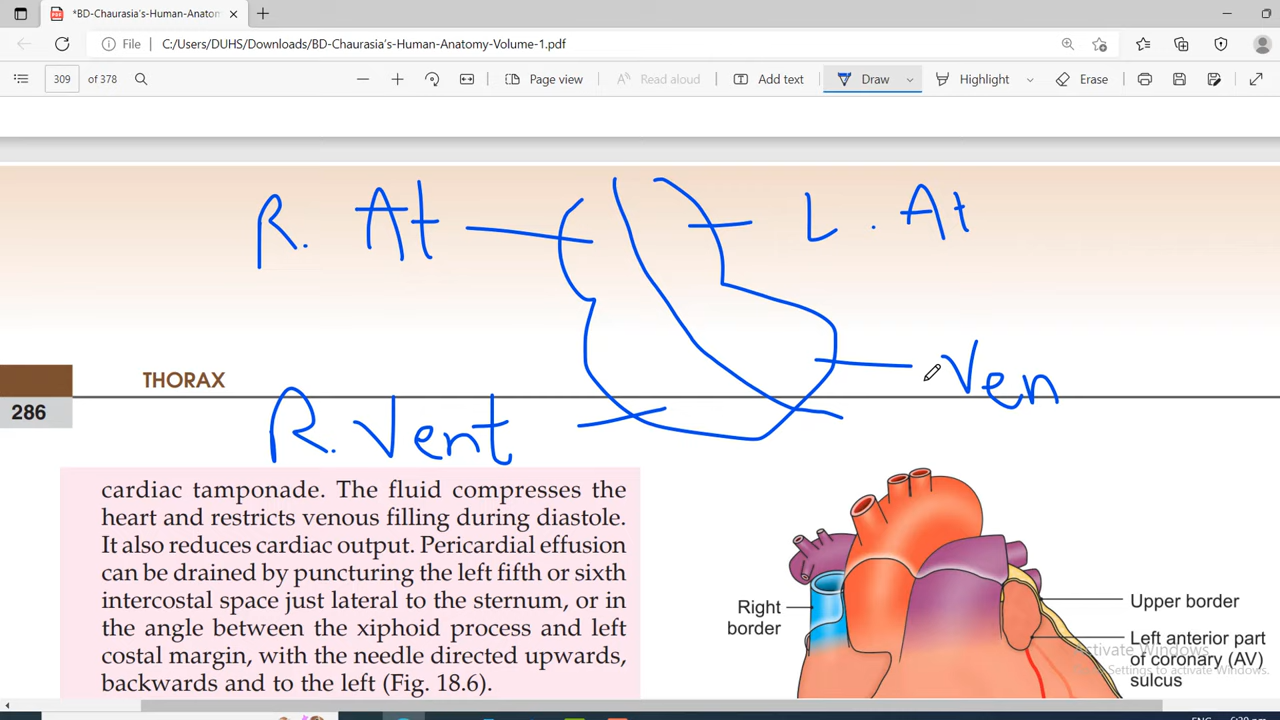 *BD-Chaurasia's-Human-Anatom
File
C:/Users/DUHS/Downloads/BD-Chaurasia's-Human-Anatomy-Volume-1.pdf
309 of 378
Page view
Read aloud
Add text
Draw
Highlight
Erase
R. At
L. At
Ven
THORAX
286
R. Vent
cardiac tamponade. The fluid compresses the
heart and restricts venous filling during diastole.
It also reduces cardiac output. Pericardial effusion
can be drained by puncturing the left fifth or sixth
intercostal space just lateral to the sternum, or in
the angle between the xiphoid process and left
costal margin, with the needle directed upwards,
backwards and to the left (Fig. 18.6).
Right
border
Upper border
Left anterior part
of coronary (AV)
sulcus
Activate Windows
to activate Windows.